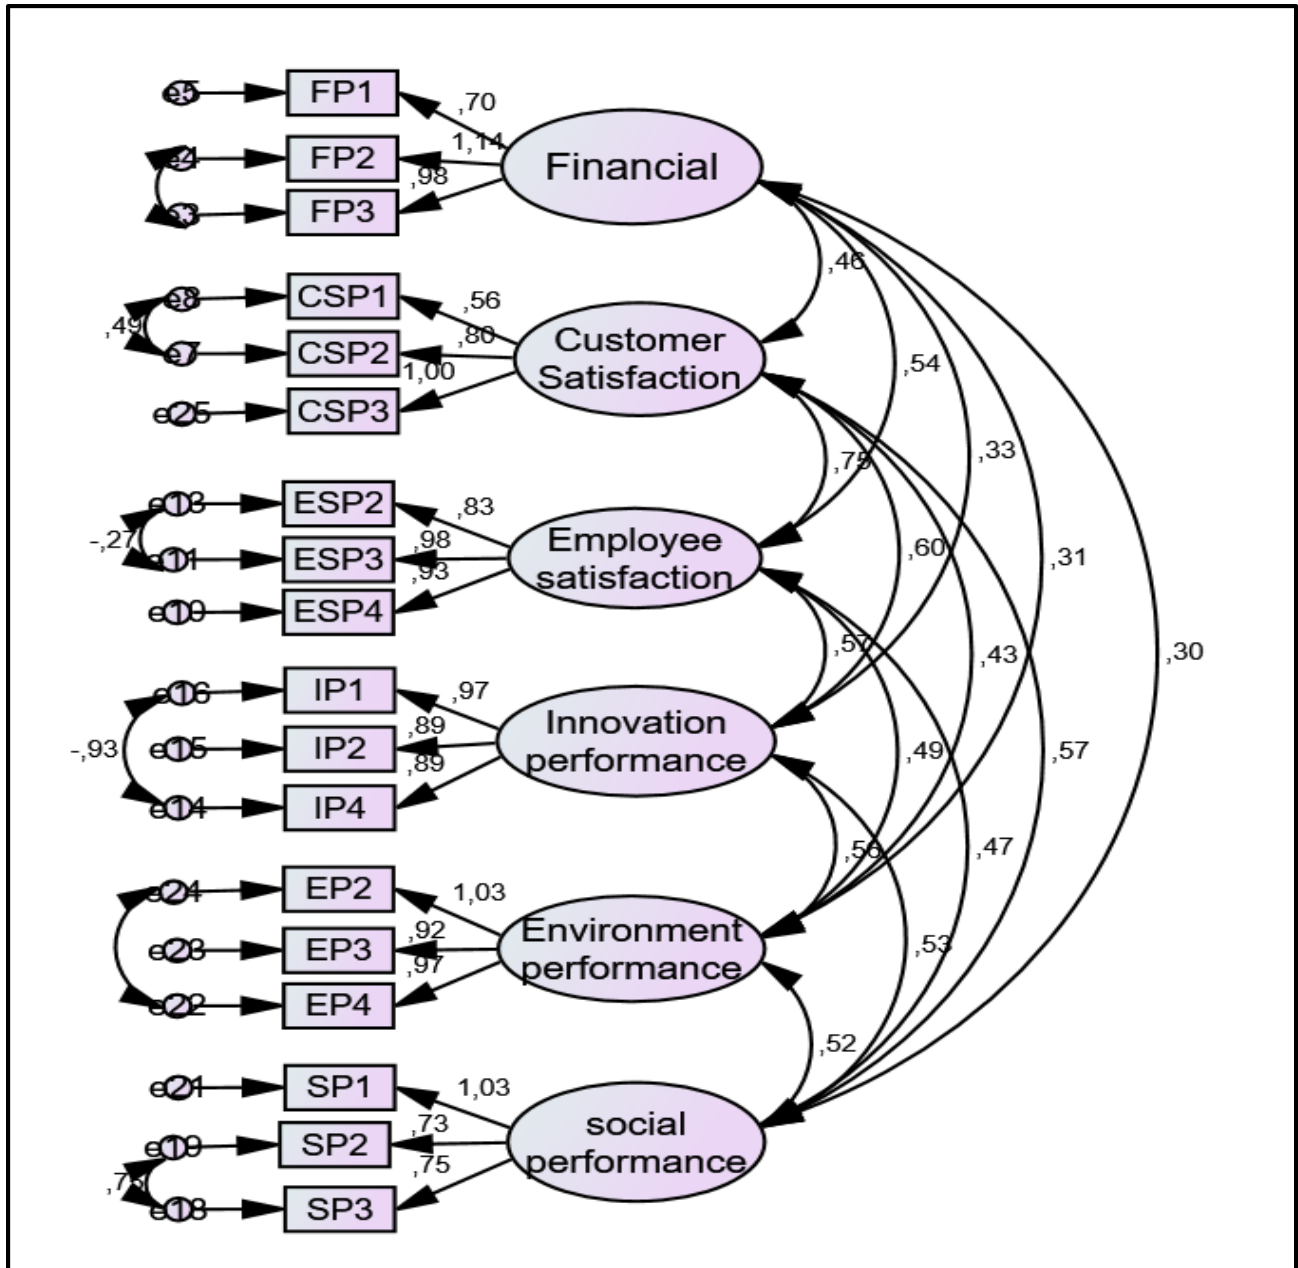 e5
FP1
,70
e4
FP2
1,14
Financial
e3
FP3
,98
,46
e8
CSP1
,56
,49
e7
CSP2
,80
Customer
Satisfaction
1,00
e25
CSP3
,54
,33
,75
e13
ESP2
,83
-,27
e11
ESP3
,98
Employee
satisfaction
,93
e10
ESP4
,60
,31
e16
IP1
,97
,57
,43
,30
-,93
e15
IP2
,89
Innovation
performance
,89
e14
IP4
,49
,57
e24
EP2
1,03
,47
e23
EP3
,92
Environment
performance
,97
e22
EP4
,53
,52
e21
SP1
1,03
e19
SP2
,73
social
performance
,75
e18
SP3